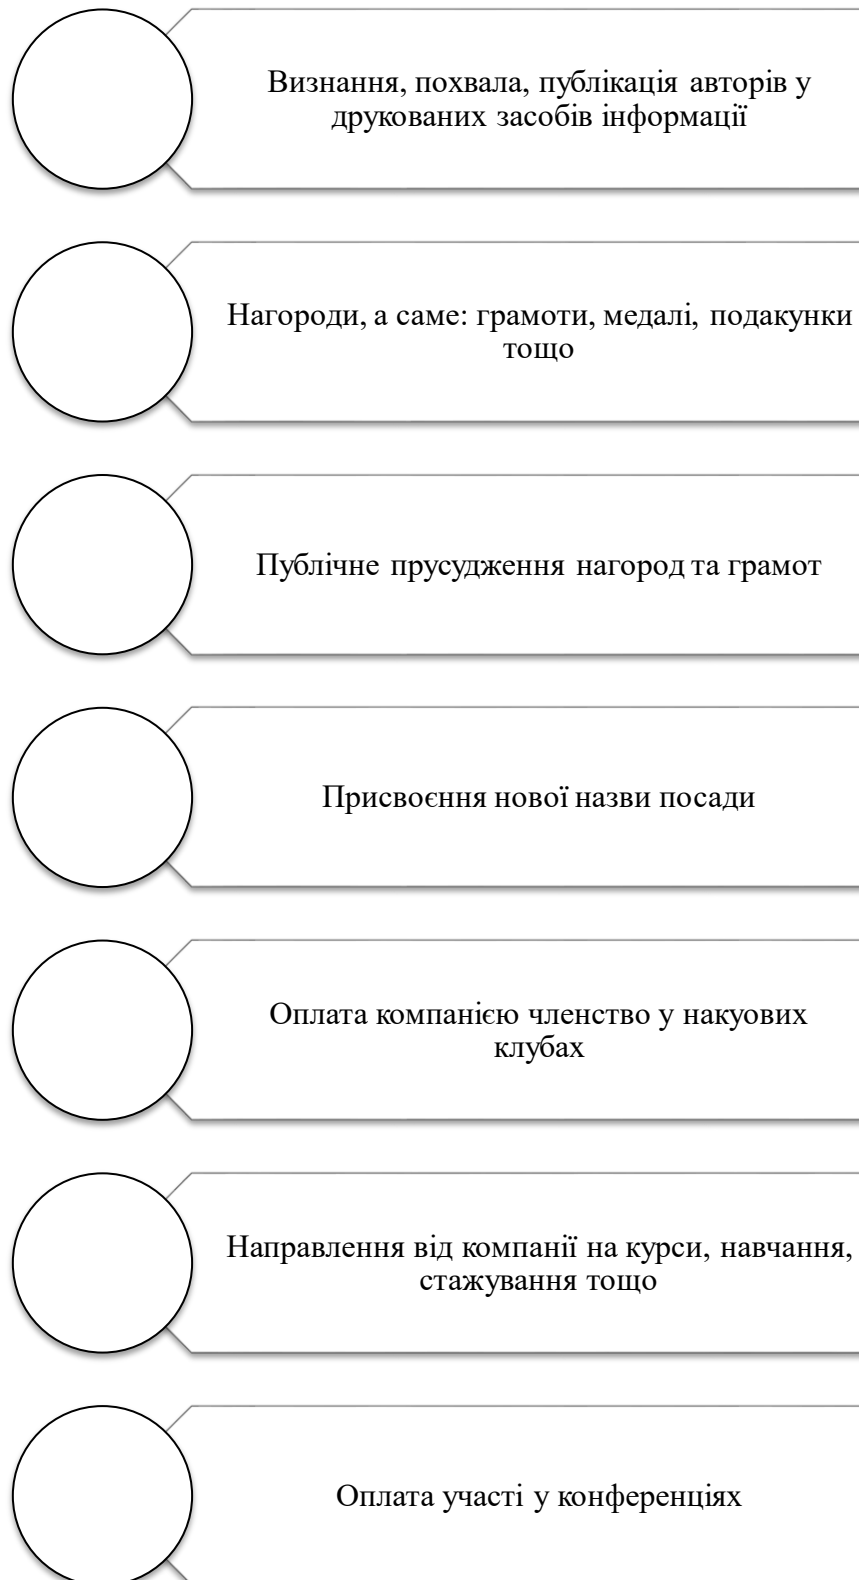 Визнання, похвала, публікація авторів у
друкованих засобів інформації
Нагороди, а саме: грамоти, медалі, подакунки
тощо
Публічне прусудження нагород та грамот
Присвоєння нової назви посади
Оплата компанією членство у накуових
клубах
Направлення від компанії на курси, навчання,
стажування тощо
Оплата участі у конференціях